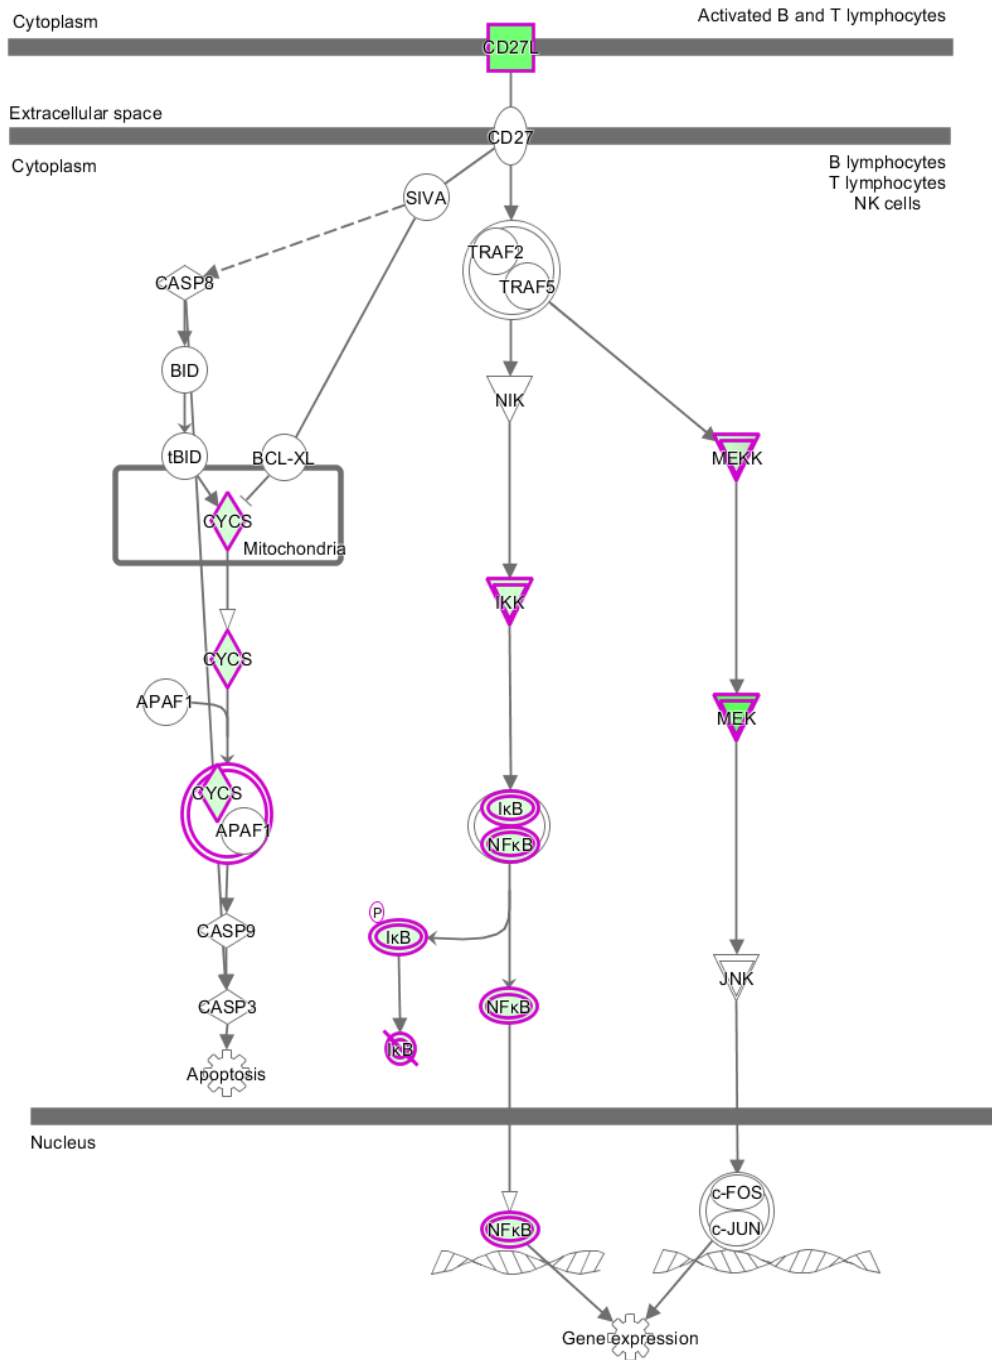 Cytoplasm
Activated B and T lymphocytes
CD27L
Extracellular space
CD27
Cytoplasm
B lymphocytes
T lymphocytes
NK cells
SIVA
TRAF2
TRAF5
CASP8
BID
NIK
tBID
BCL-XL
MEKK
CYCS
Mitochondria
IKK
CYCS
APAF1
MEK
CYCS
APAF1
IκB
NFκB
P
IκB
CASP9
JNK
CASP3
NFκB
IκB
Apoptosis
Nucleus
c-FOS
c-JUN
NFκB
Gene expression